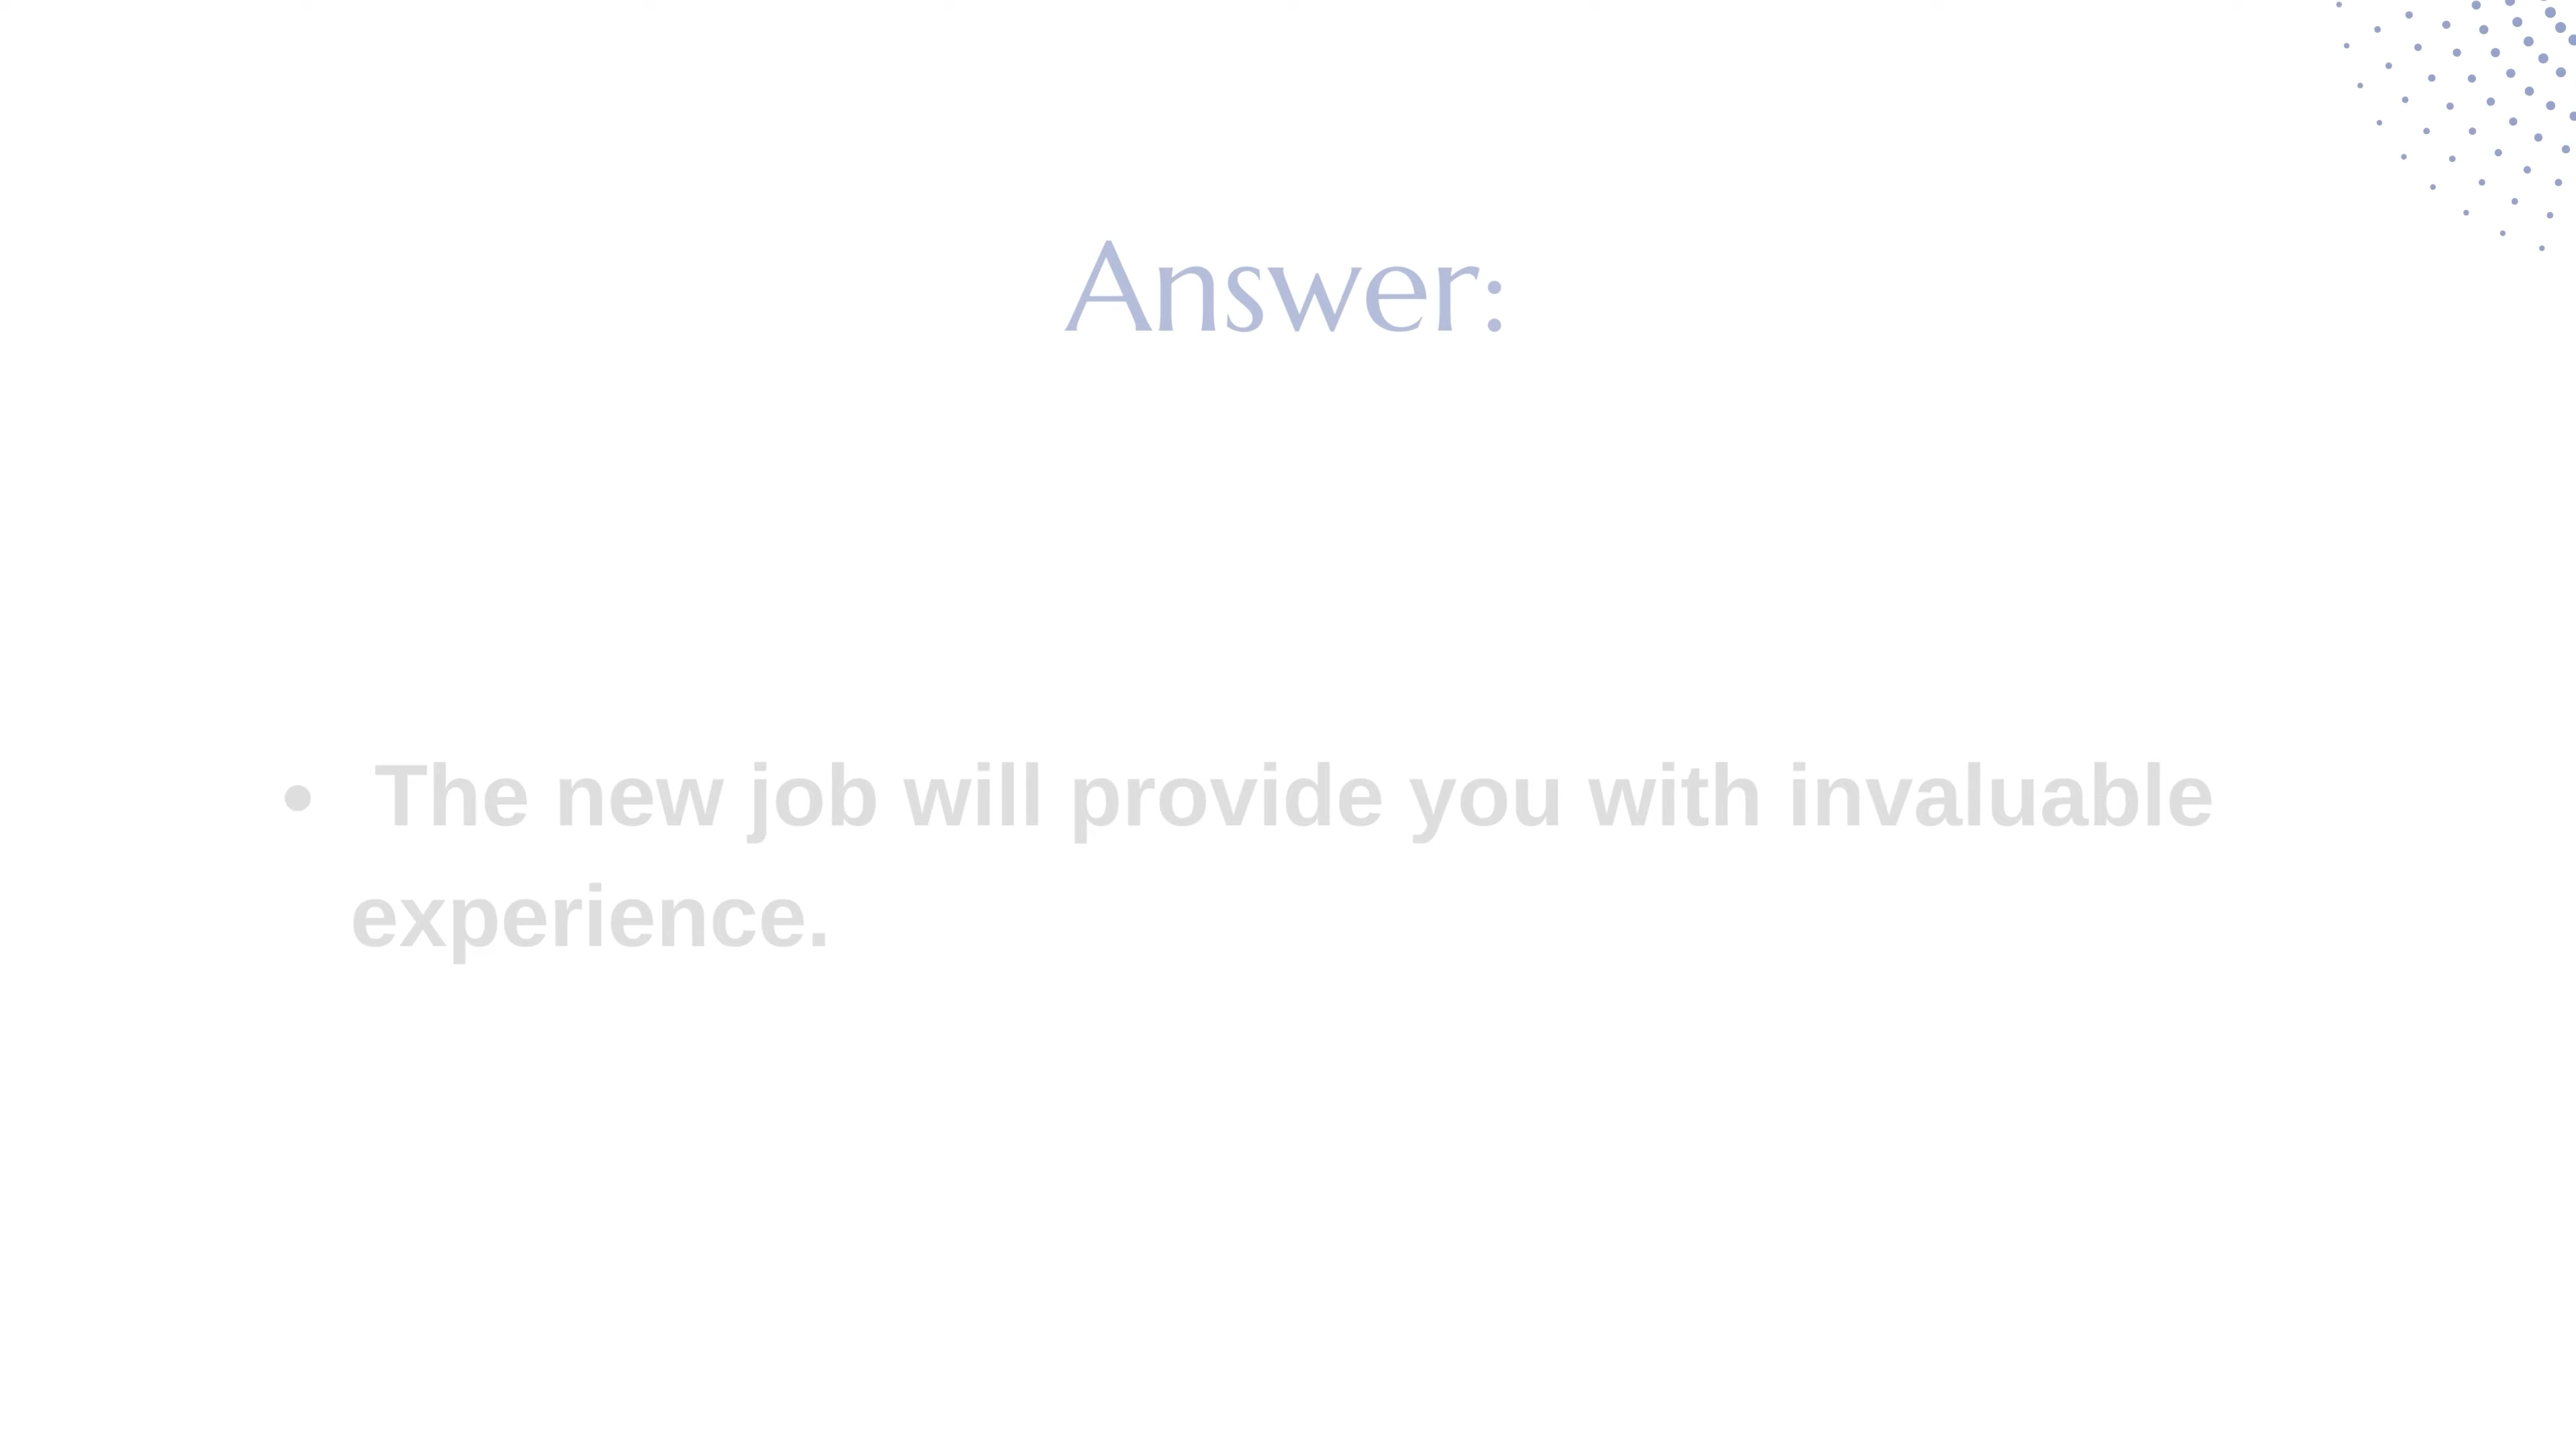 Answer:
• The new job will provide you with invaluable
experience.